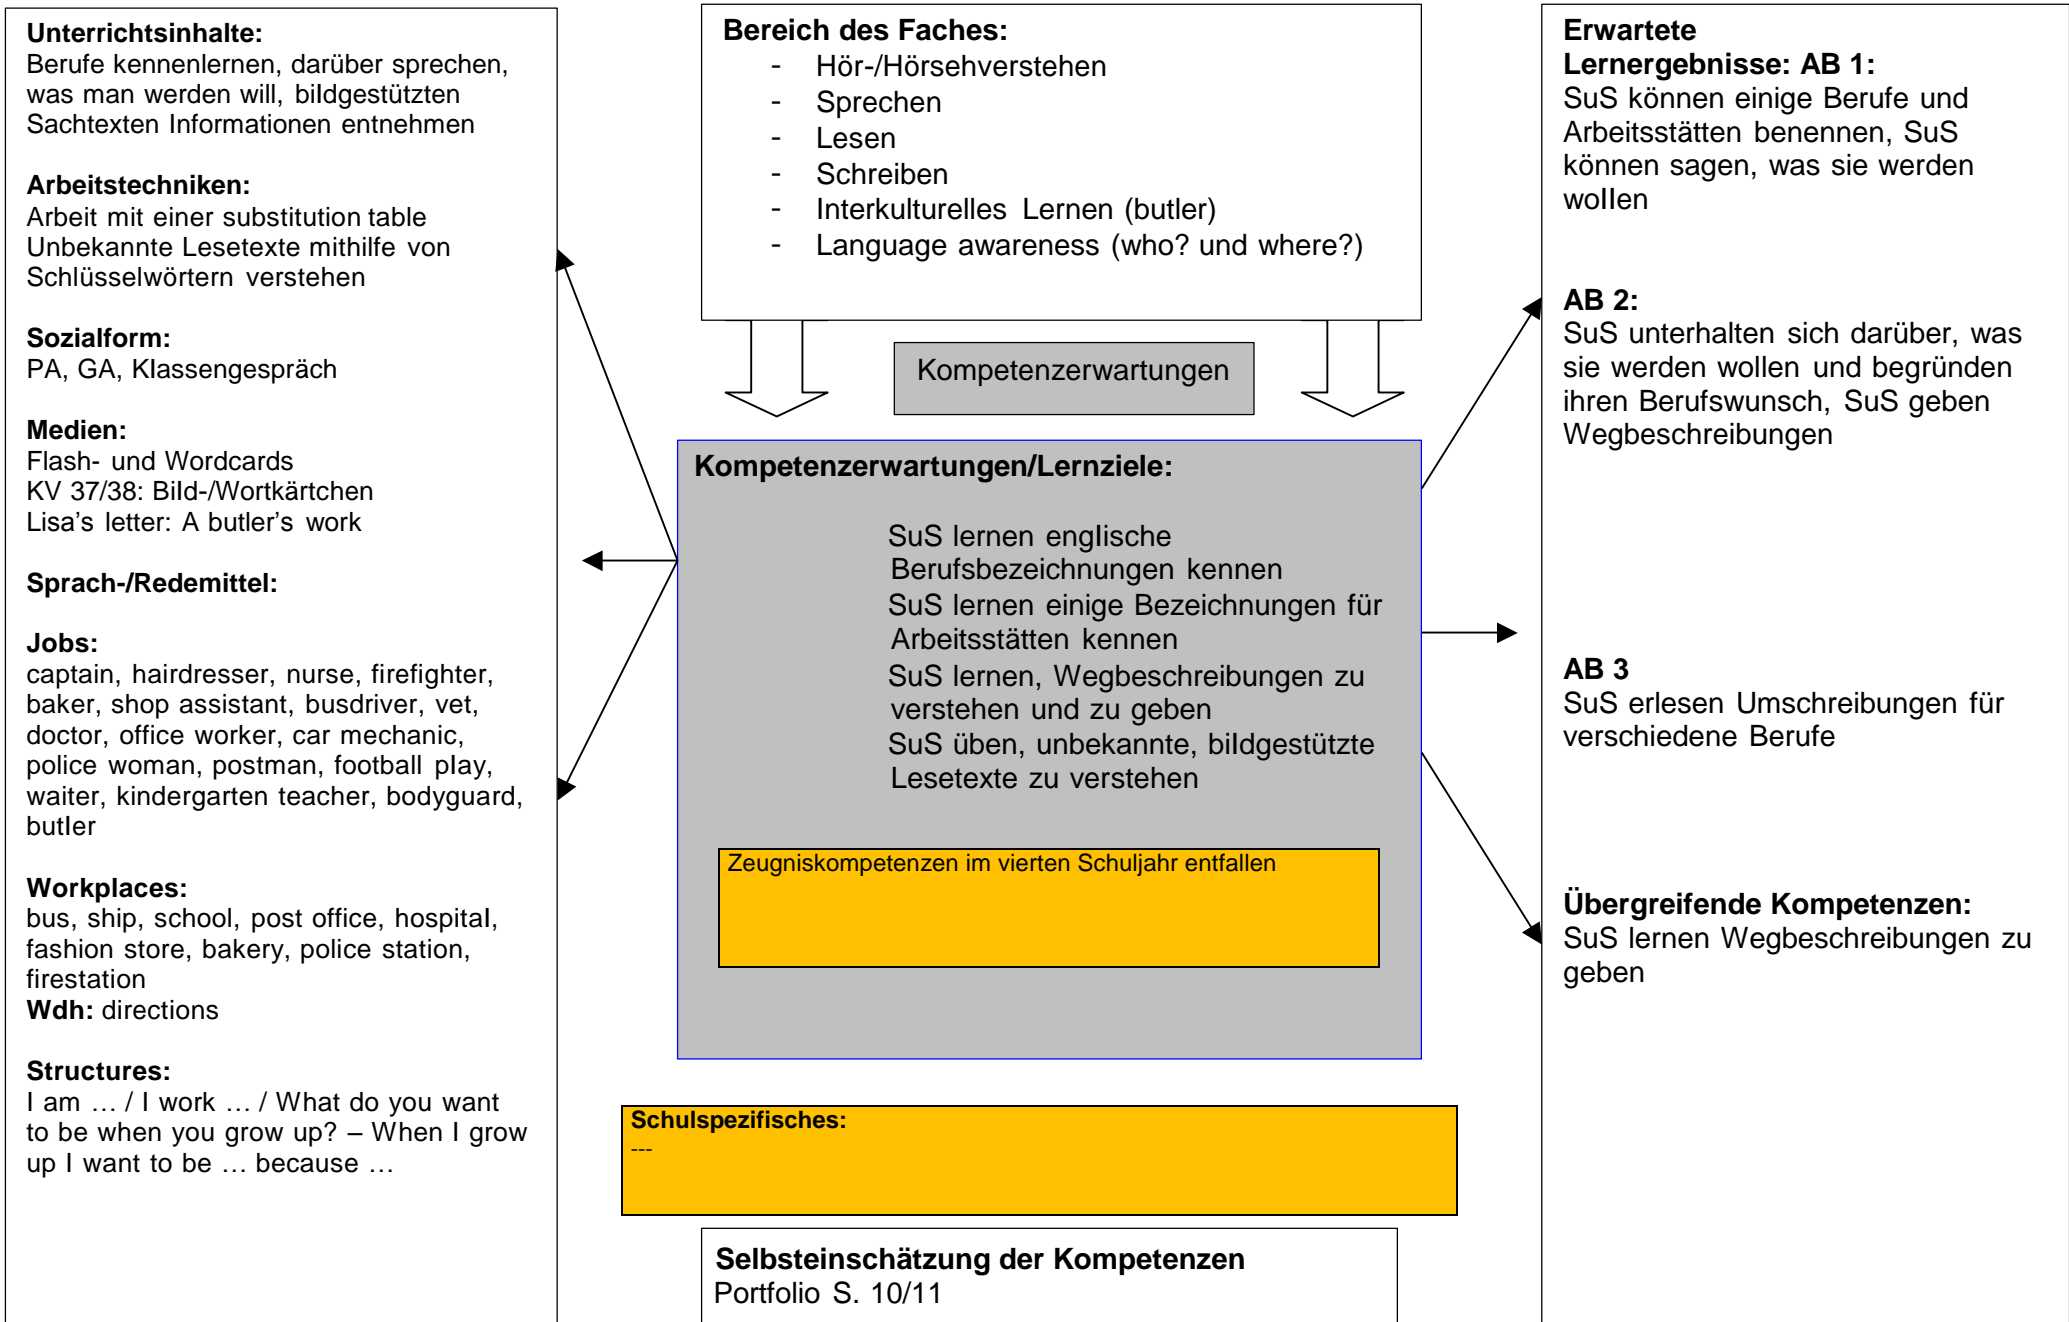 Unterrichtsinhalte:
Berufe kennenlernen, darüber sprechen,
was man werden will, bildgestützten
Sachtexten Informationen entnehmen
Arbeitstechniken:
Arbeit mit einer substitution table
Unbekannte Lesetexte mithilfe von
Schlüsselwörtern verstehen
Sozialform:
PA, GA, Klassengespräch
Medien:
Flash- und Wordcards
KV 37/38: Bild-/Wortkärtchen
Lisa’s letter: A butler’s work
Sprach-/Redemittel:
Jobs:
captain, hairdresser, nurse, firefighter,
baker, shop assistant, busdriver, vet,
doctor, office worker, car mechanic,
police woman, postman, football play,
waiter, kindergarten teacher, bodyguard,
butler
Workplaces:
bus, ship, school, post office, hospital,
fashion store, bakery, police station,
firestation
Wdh: directions
Structures:
I am … / I work … / What do you want
to be when you grow up? – When I grow
up I want to be … because …
Bereich des Faches:
- Hör-/Hörsehverstehen
- Sprechen
- Lesen
- Schreiben
- Interkulturelles Lernen (butler)
- Language awareness (who? und where?)
Kompetenzerwartungen
Kompetenzerwartungen/Lernziele:
SuS lernen englische
Berufsbezeichnungen kennen
SuS lernen einige Bezeichnungen für
Arbeitsstätten kennen
SuS lernen, Wegbeschreibungen zu
verstehen und zu geben
SuS üben, unbekannte, bildgestützte
Lesetexte zu verstehen
Zeugniskompetenzen im vierten Schuljahr entfallen
Schulspezifisches:
---
Selbsteinschätzung der Kompetenzen
Portfolio S. 10/11
Erwartete
Lernergebnisse: AB 1:
SuS können einige Berufe und
Arbeitsstätten benennen, SuS
können sagen, was sie werden
wollen
AB 2:
SuS unterhalten sich darüber, was
sie werden wollen und begründen
ihren Berufswunsch, SuS geben
Wegbeschreibungen
AB 3
SuS erlesen Umschreibungen für
verschiedene Berufe
Übergreifende Kompetenzen:
SuS lernen Wegbeschreibungen zu
geben